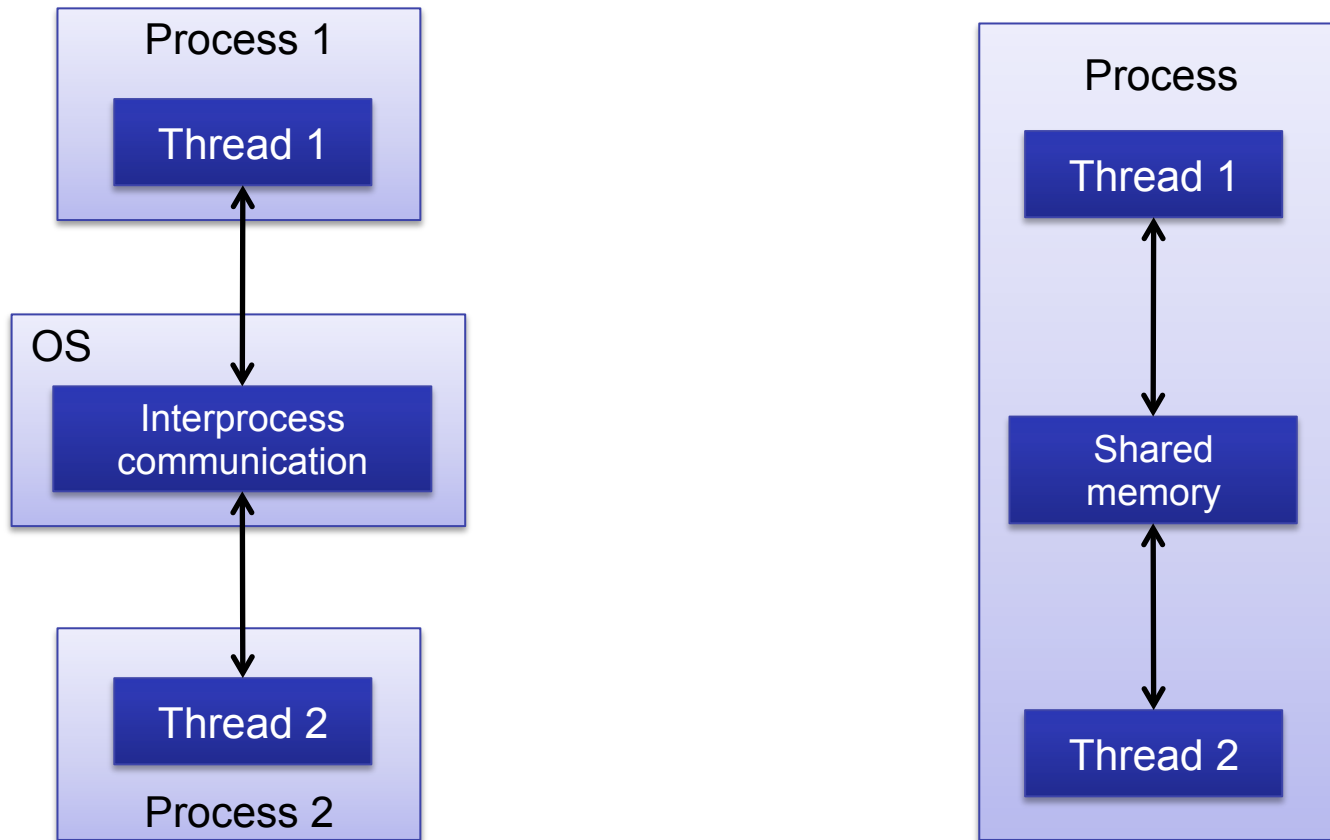 Process 1
Thread 1
OS
Interprocess
communication
Thread 2
Process 2
Process
Thread 1
Shared
memory
Thread 2